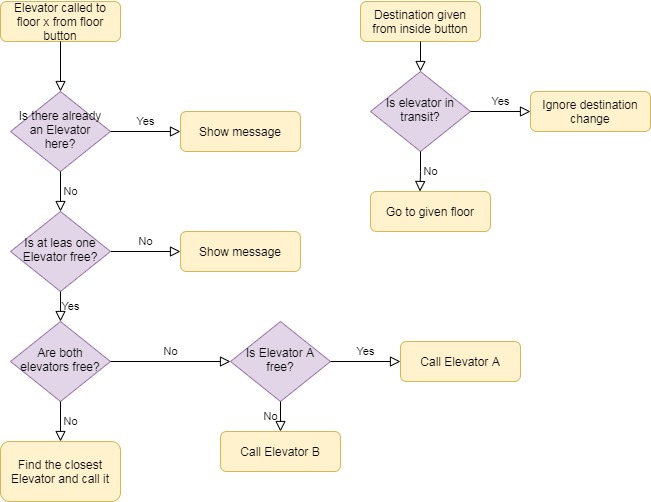 Elevator called to
floor x from floor
button
Destination given
from inside button
Is there already
an Elevator
here?
Yes
Show message
Is elevator in
transit?
Yes
Ignore destination
change
No
No
Go to given floor
Is at leas one
Elevator free?
No
Show message
Yes
Are both
elevators free?
No
Is Elevator A
free?
Yes
Call Elevator A
No
No
Find the closest
Elevator and call it
Call Elevator B